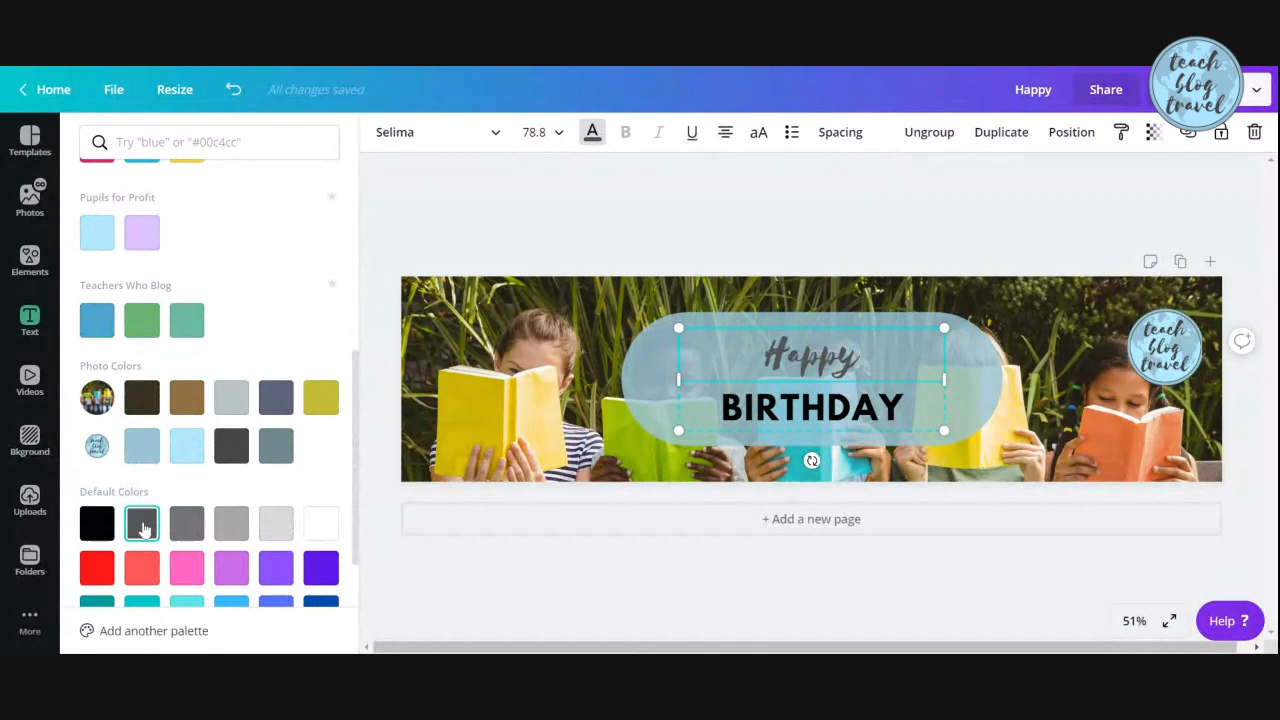 teach
blog
travel
Home
File
Resize
All changes saved
Happy
Share
Try "blue" or "#00c4cc"
Selima
78.8
A
B
I
U
aA
Spacing
Ungroup
Duplicate
Position
Templates
Photos
Elements
T
Text
Videos
Bkground
Uploads
Folders
More
Pupils for Profit
Teachers Who Blog
Photo Colors
Default Colors
Add another palette
Happy
BIRTHDAY
teach
blog
travel
+ Add a new page
51%
Help ?